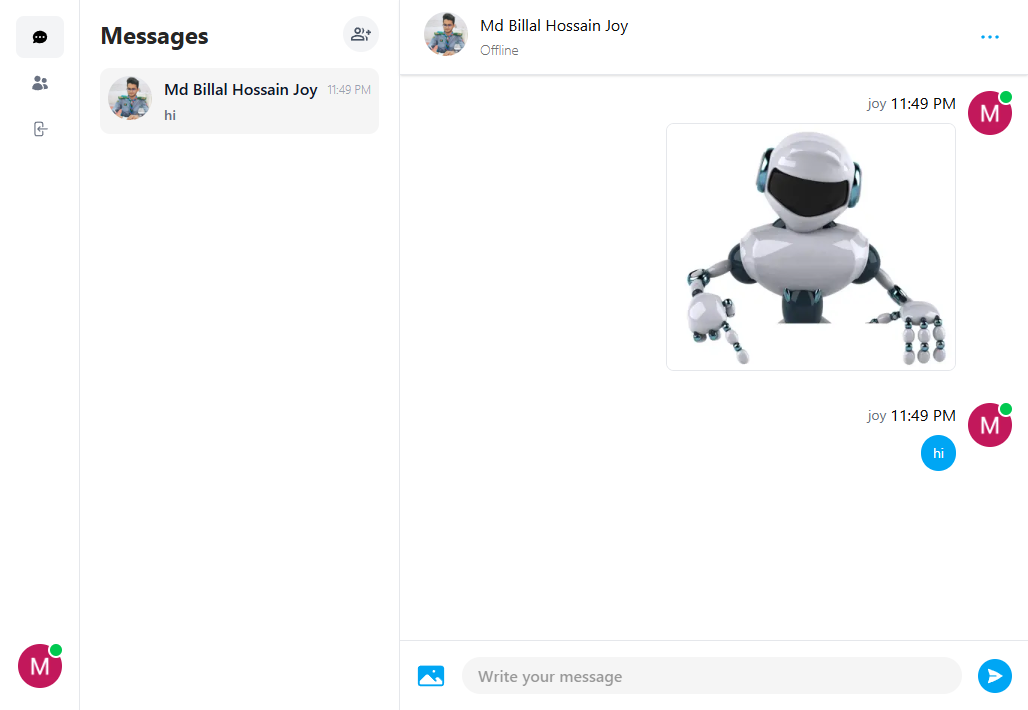 Messages
Md Billal Hossain Joy 11:49 PM
hi
Md Billal Hossain Joy
Offline
joy 11:49 PM
M
joy 11:49 PM
M
hi
M
Write your message